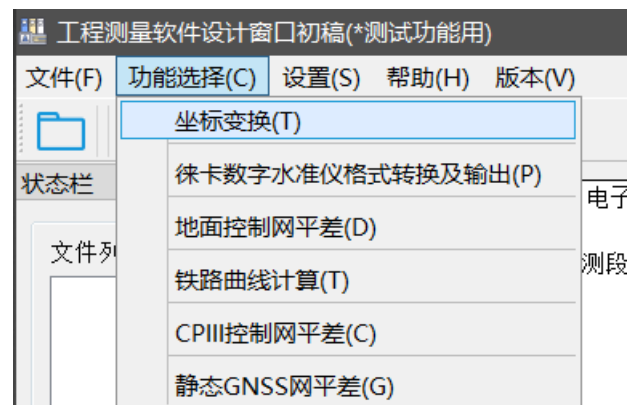 工程测量软件设计窗口初稿(*测试功能用)
文件(F) 功能选择(C) 设置(S) 帮助(H) 版本(V)
坐标变换(T)
状态栏
徕卡数字水准仪格式转换及输出(P)
电子
地面控制网平差(D)
文件列
测段
铁路曲线计算(T)
CPIII控制网平差(C)
静态GNSS网平差(G)